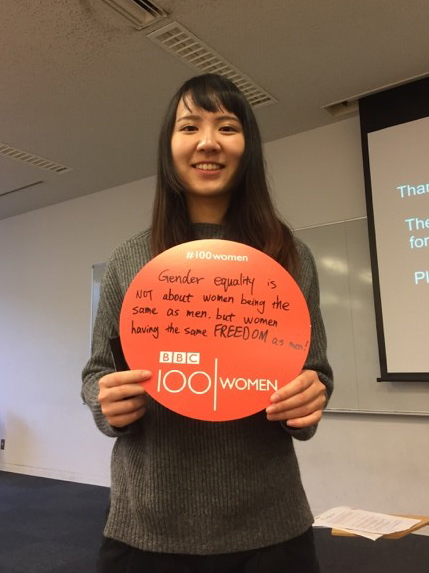 #100women
Gender equality is
NOT about women being the
same as men, but women
having the same FREEDOM as men!
BBC
100 WOMEN
Than
The
for
Pl